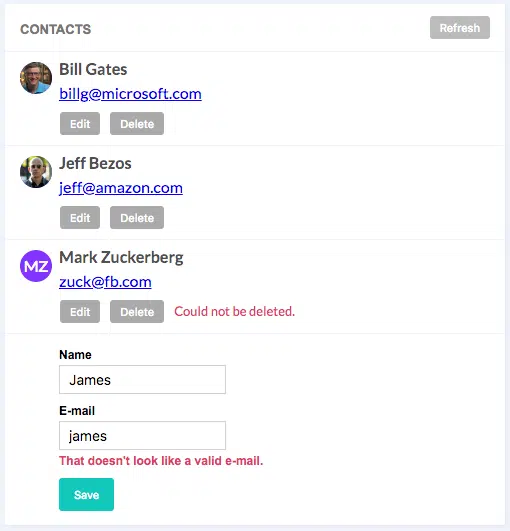 CONTACTS
Refresh
Bill Gates
billg@microsoft.com
Edit Delete
Jeff Bezos
jeff@amazon.com
Edit Delete
MZ
Mark Zuckerberg
zuck@fb.com
Edit Delete Could not be deleted.
Name
James
E-mail
james
That doesn't look like a valid e-mail.
Save